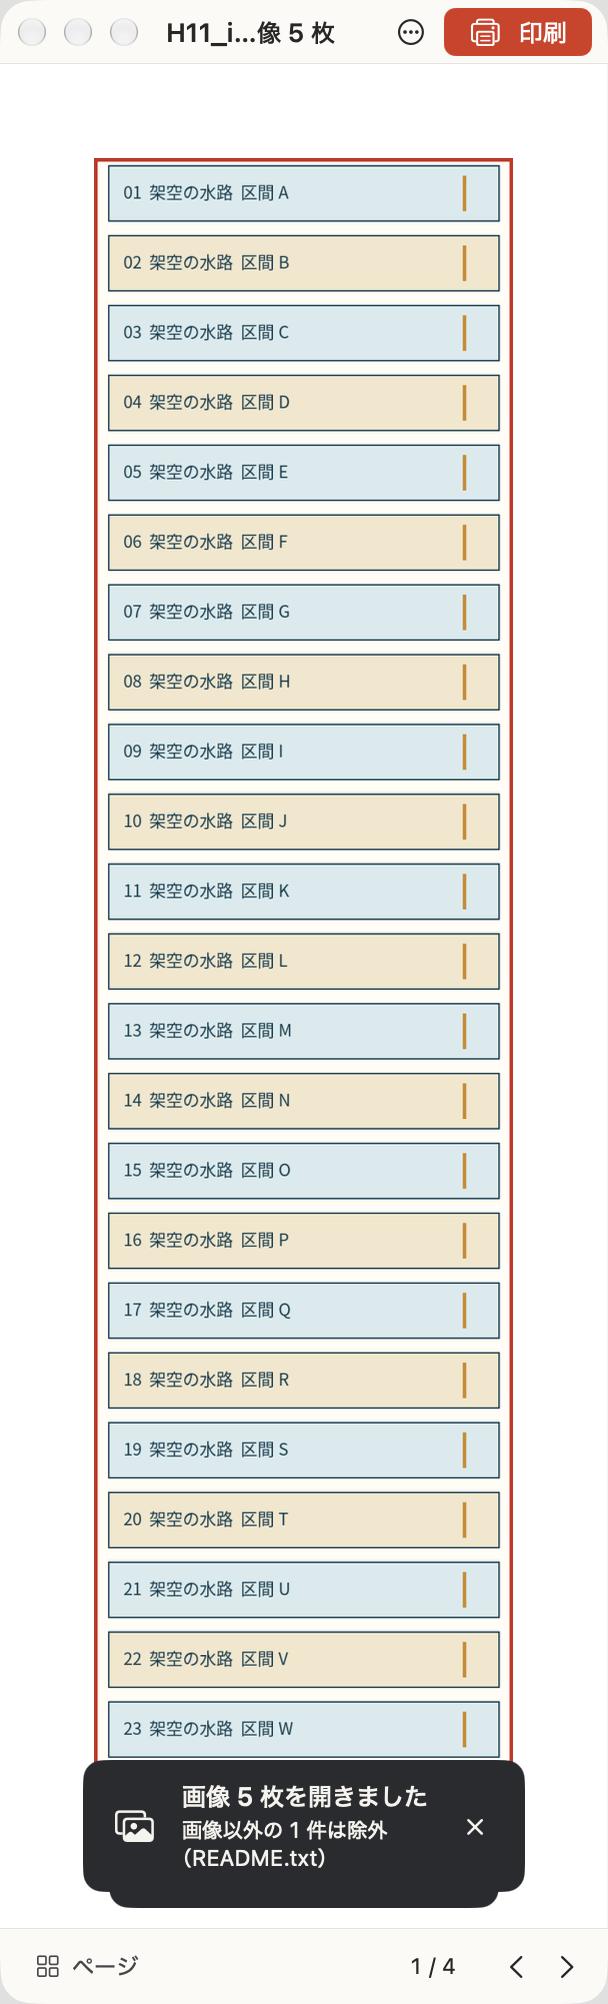 H11_i...像 5 枚
印刷
01 架空の水路 区間 A
02 架空の水路 区間 B
03 架空の水路 区間 C
04 架空の水路 区間 D
05 架空の水路 区間 E
06 架空の水路 区間 F
07 架空の水路 区間 G
08 架空の水路 区間 H
09 架空の水路 区間 I
10 架空の水路 区間 J
11 架空の水路 区間 K
12 架空の水路 区間 L
13 架空の水路 区間 M
14 架空の水路 区間 N
15 架空の水路 区間 O
16 架空の水路 区間 P
17 架空の水路 区間 Q
18 架空の水路 区間 R
19 架空の水路 区間 S
20 架空の水路 区間 T
21 架空の水路 区間 U
22 架空の水路 区間 V
23 架空の水路 区間 W
画像 5 枚を開きました
画像以外の 1 件は除外
（README.txt）
ページ
1 / 4